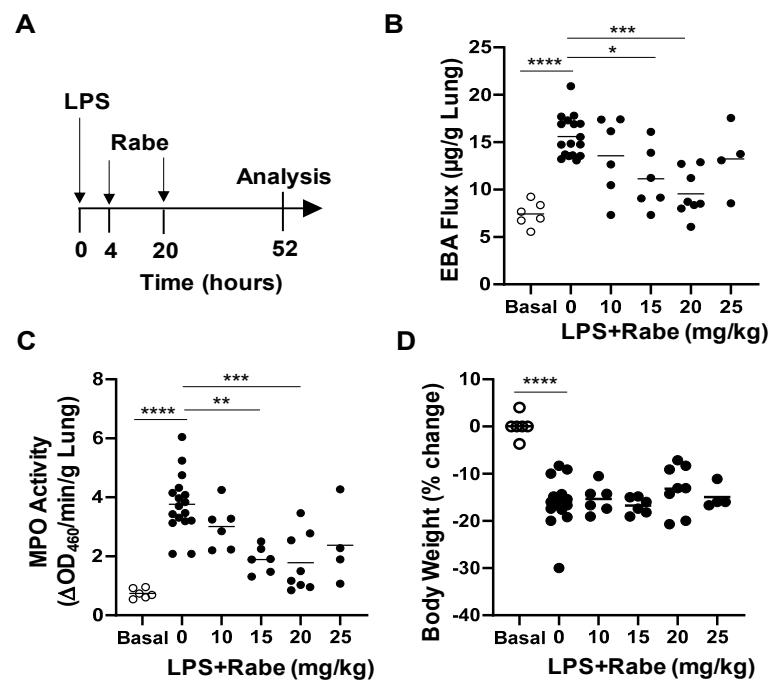 A
LPS
Rabe
Analysis
0 4 20 52
Time (hours)
B
***
*
****
EBA Flux (µg/g Lung)
25
20
15
10
5
0
Basal 0 10 15 20 25
LPS+Rabe (mg/kg)
C
***
**
****
MPO Activity
(ΔOD460/min/g Lung)
8
6
4
2
0
Basal 0 10 15 20 25
LPS+Rabe (mg/kg)
D
****
Body Weight (% change)
10
0
-10
-20
-30
-40
Basal 0 10 15 20 25
LPS+Rabe (mg/kg)